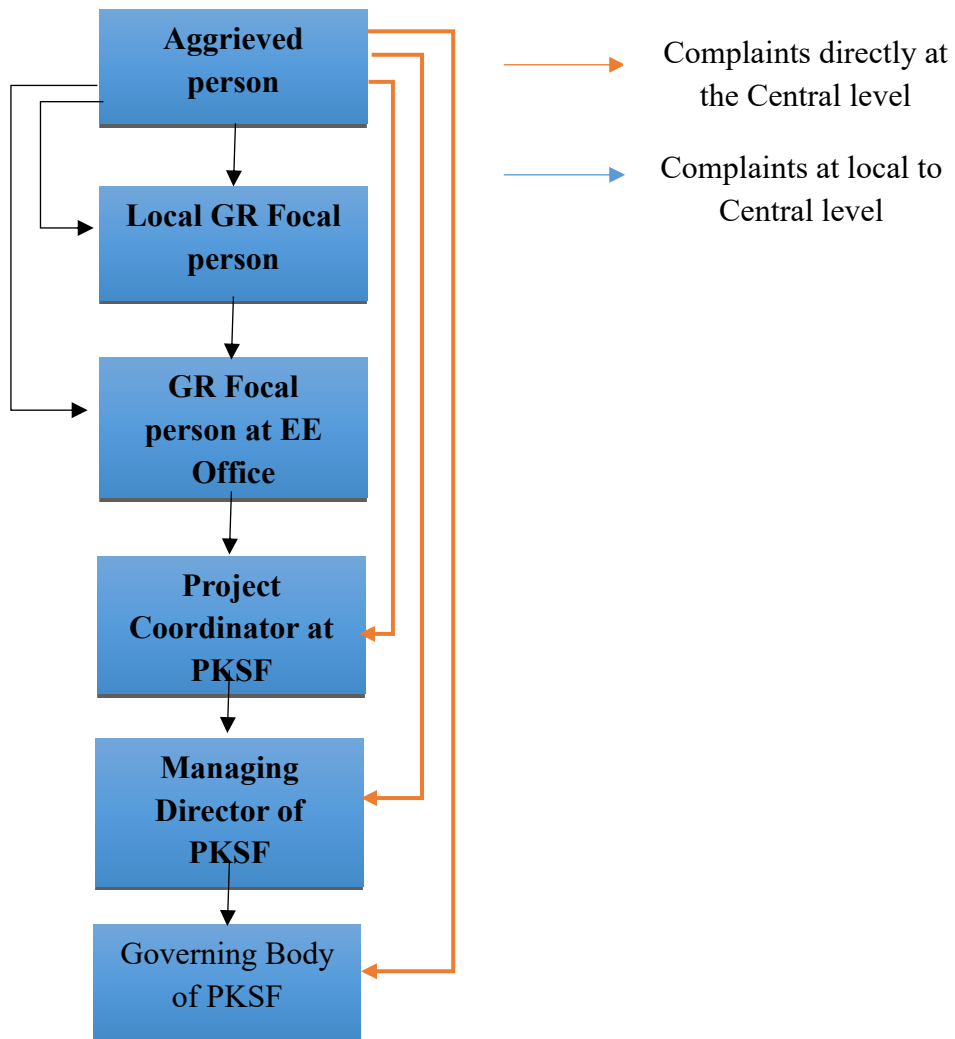 Aggrieved
person
Local GR Focal
person
GR Focal
person at EE
Office
Project
Coordinator at
PKSF
Managing
Director of
PKSF
Governing Body
of PKSF
Complaints directly at
the Central level
Complaints at local to
Central level